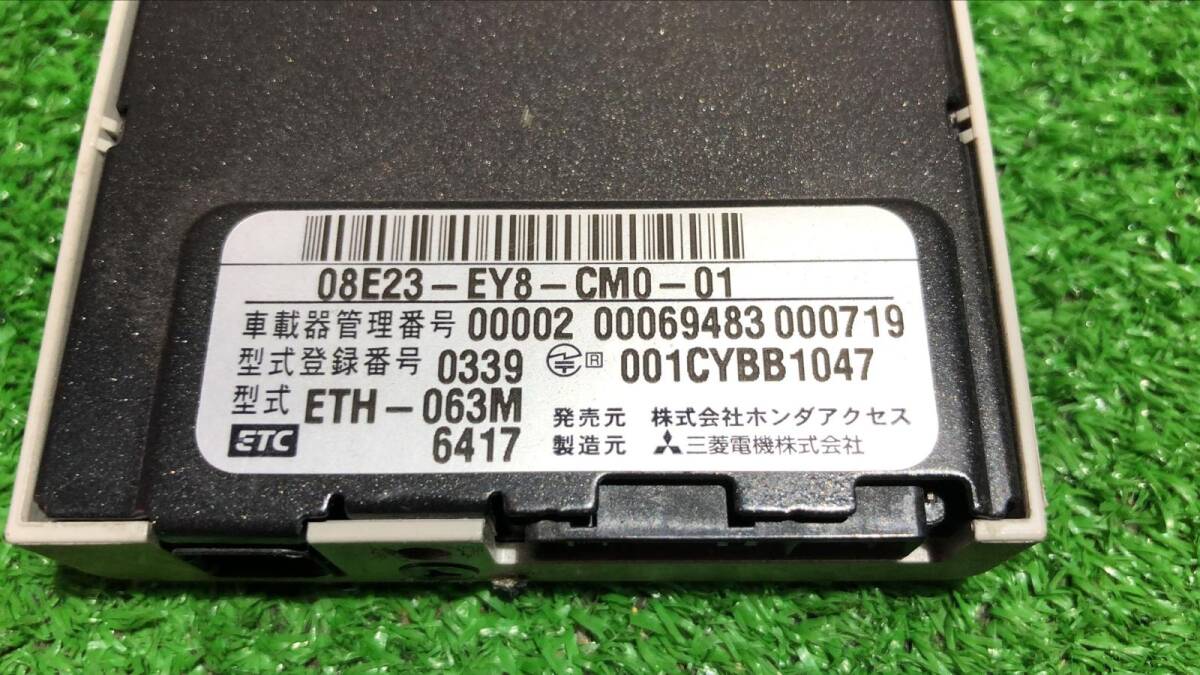 08E23-EY8-CM0-01
車載器管理番号 00002 00069483 000719
型式登録番号 0339 R 001CYBB1047
型式 ETH-063M 発売元 株式会社ホンダアクセス
ETC 6417 製造元 三菱電機株式会社